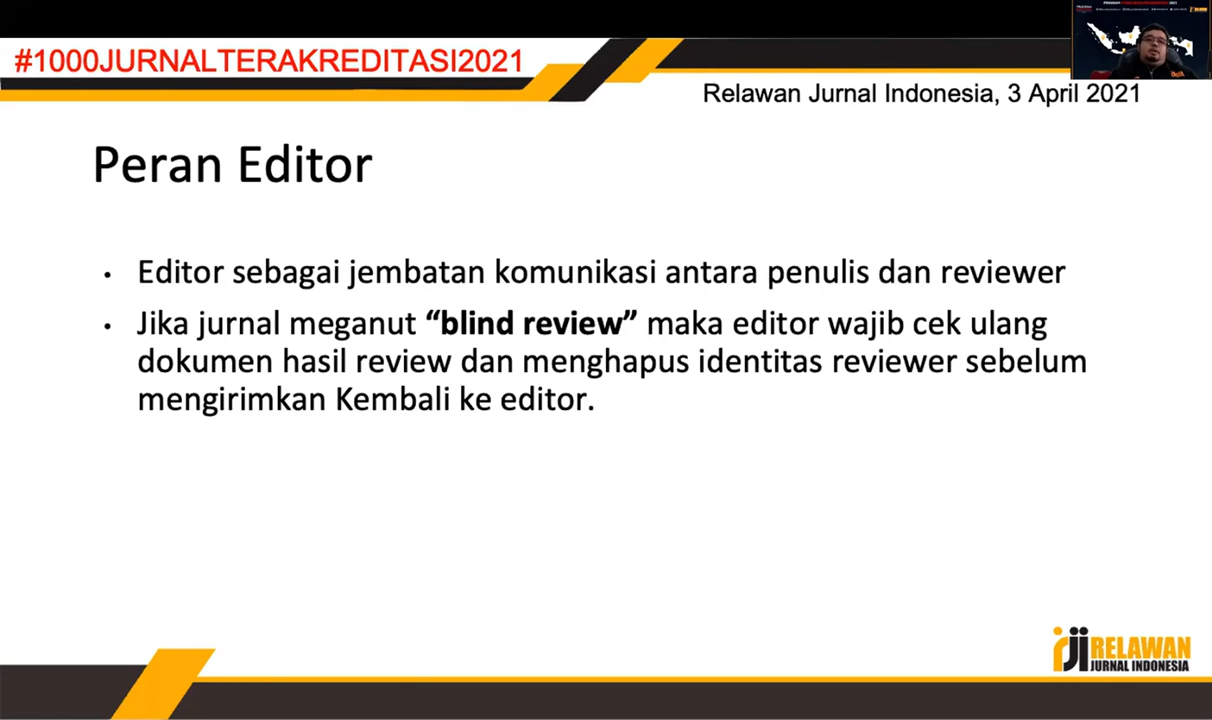 #1000JURNALTERAKREDITASI2021
Relawan Jurnal Indonesia, 3 April 2021
Peran Editor
• Editor sebagai jembatan komunikasi antara penulis dan reviewer
• Jika jurnal meganut “blind review” maka editor wajib cek ulang
dokumen hasil review dan menghapus identitas reviewer sebelum
mengirimkan Kembali ke editor.
RELAWAN
JURNAL INDONESIA